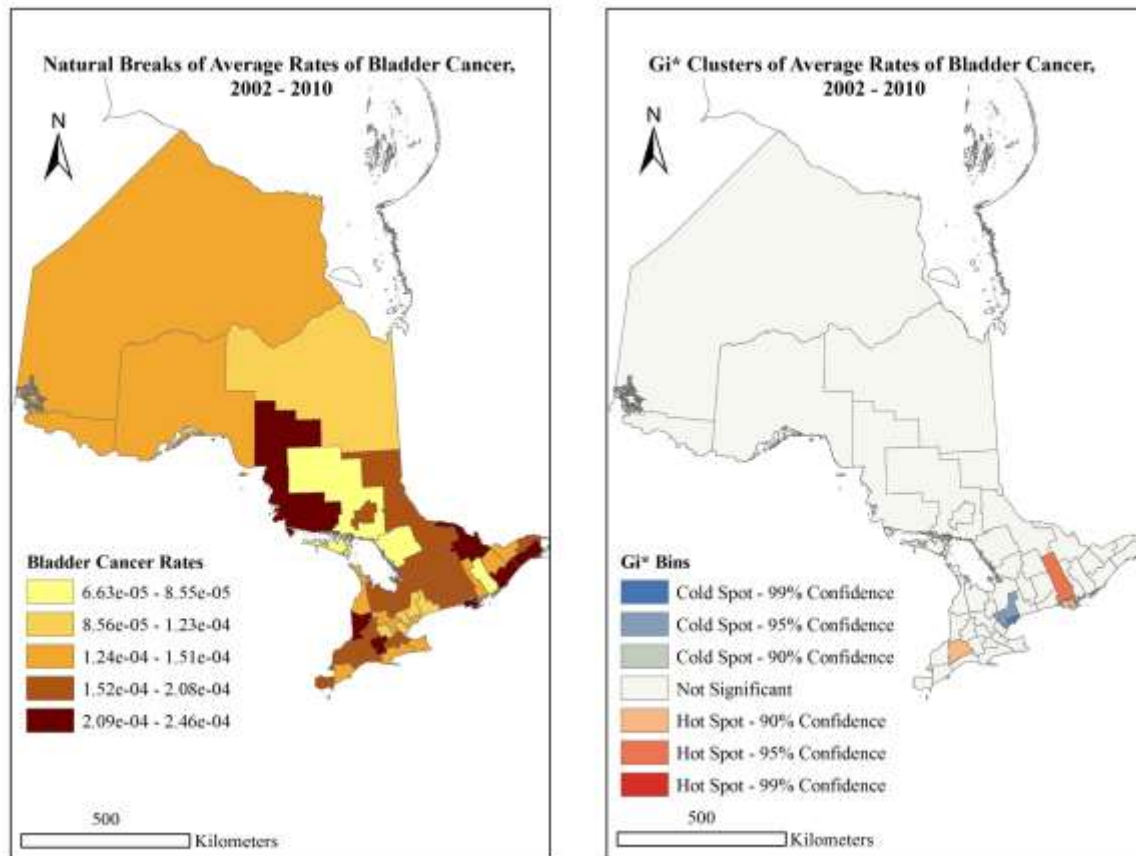 Natural Breaks of Average Rates of Bladder Cancer,
2002 - 2010
N
Bladder Cancer Rates
6.63e-05 - 8.55e-05
8.56e-05 - 1.23e-04
1.24e-04 - 1.51e-04
1.52e-04 - 2.08e-04
2.09e-04 - 2.46e-04
500
Kilometers
Gi* Clusters of Average Rates of Bladder Cancer,
2002 - 2010
N
Gi* Bins
Cold Spot - 99% Confidence
Cold Spot - 95% Confidence
Cold Spot - 90% Confidence
Not Significant
Hot Spot - 90% Confidence
Hot Spot - 95% Confidence
Hot Spot - 99% Confidence
500
Kilometers